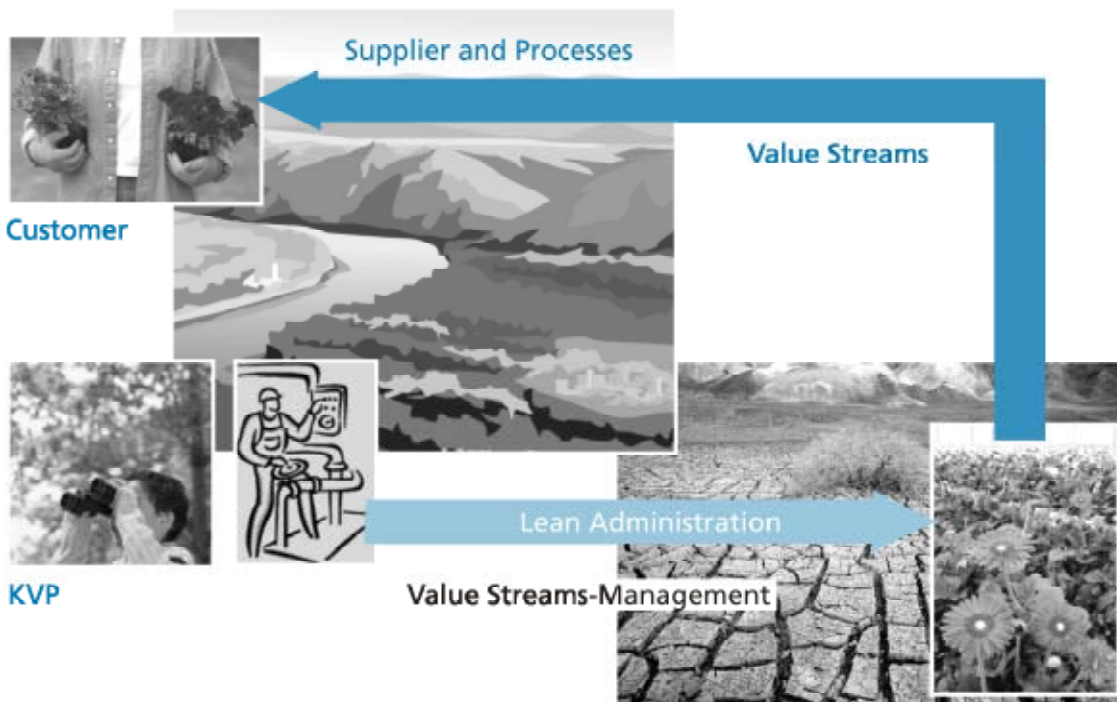 Supplier and Processes
Value Streams
Customer
Lean Administration
KVP
Value Streams-Management